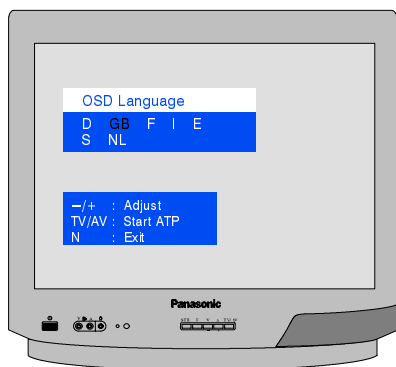 OSD Language
D GB F I E
S NL
−/+ : Adjust
TV/AV : Start ATP
N : Exit
Panasonic